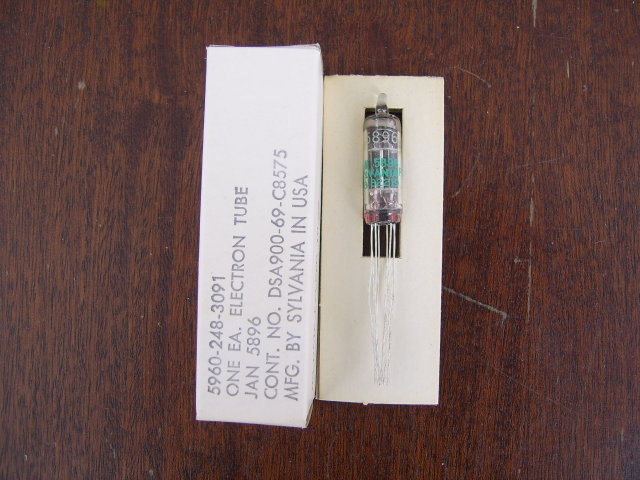 5960-248-3091
ONE EA. ELECTRON TUBE
JAN 5896
CONT. NO. DSA900-69-C8575
MFG. BY SYLVANIA IN USA
5896
5896